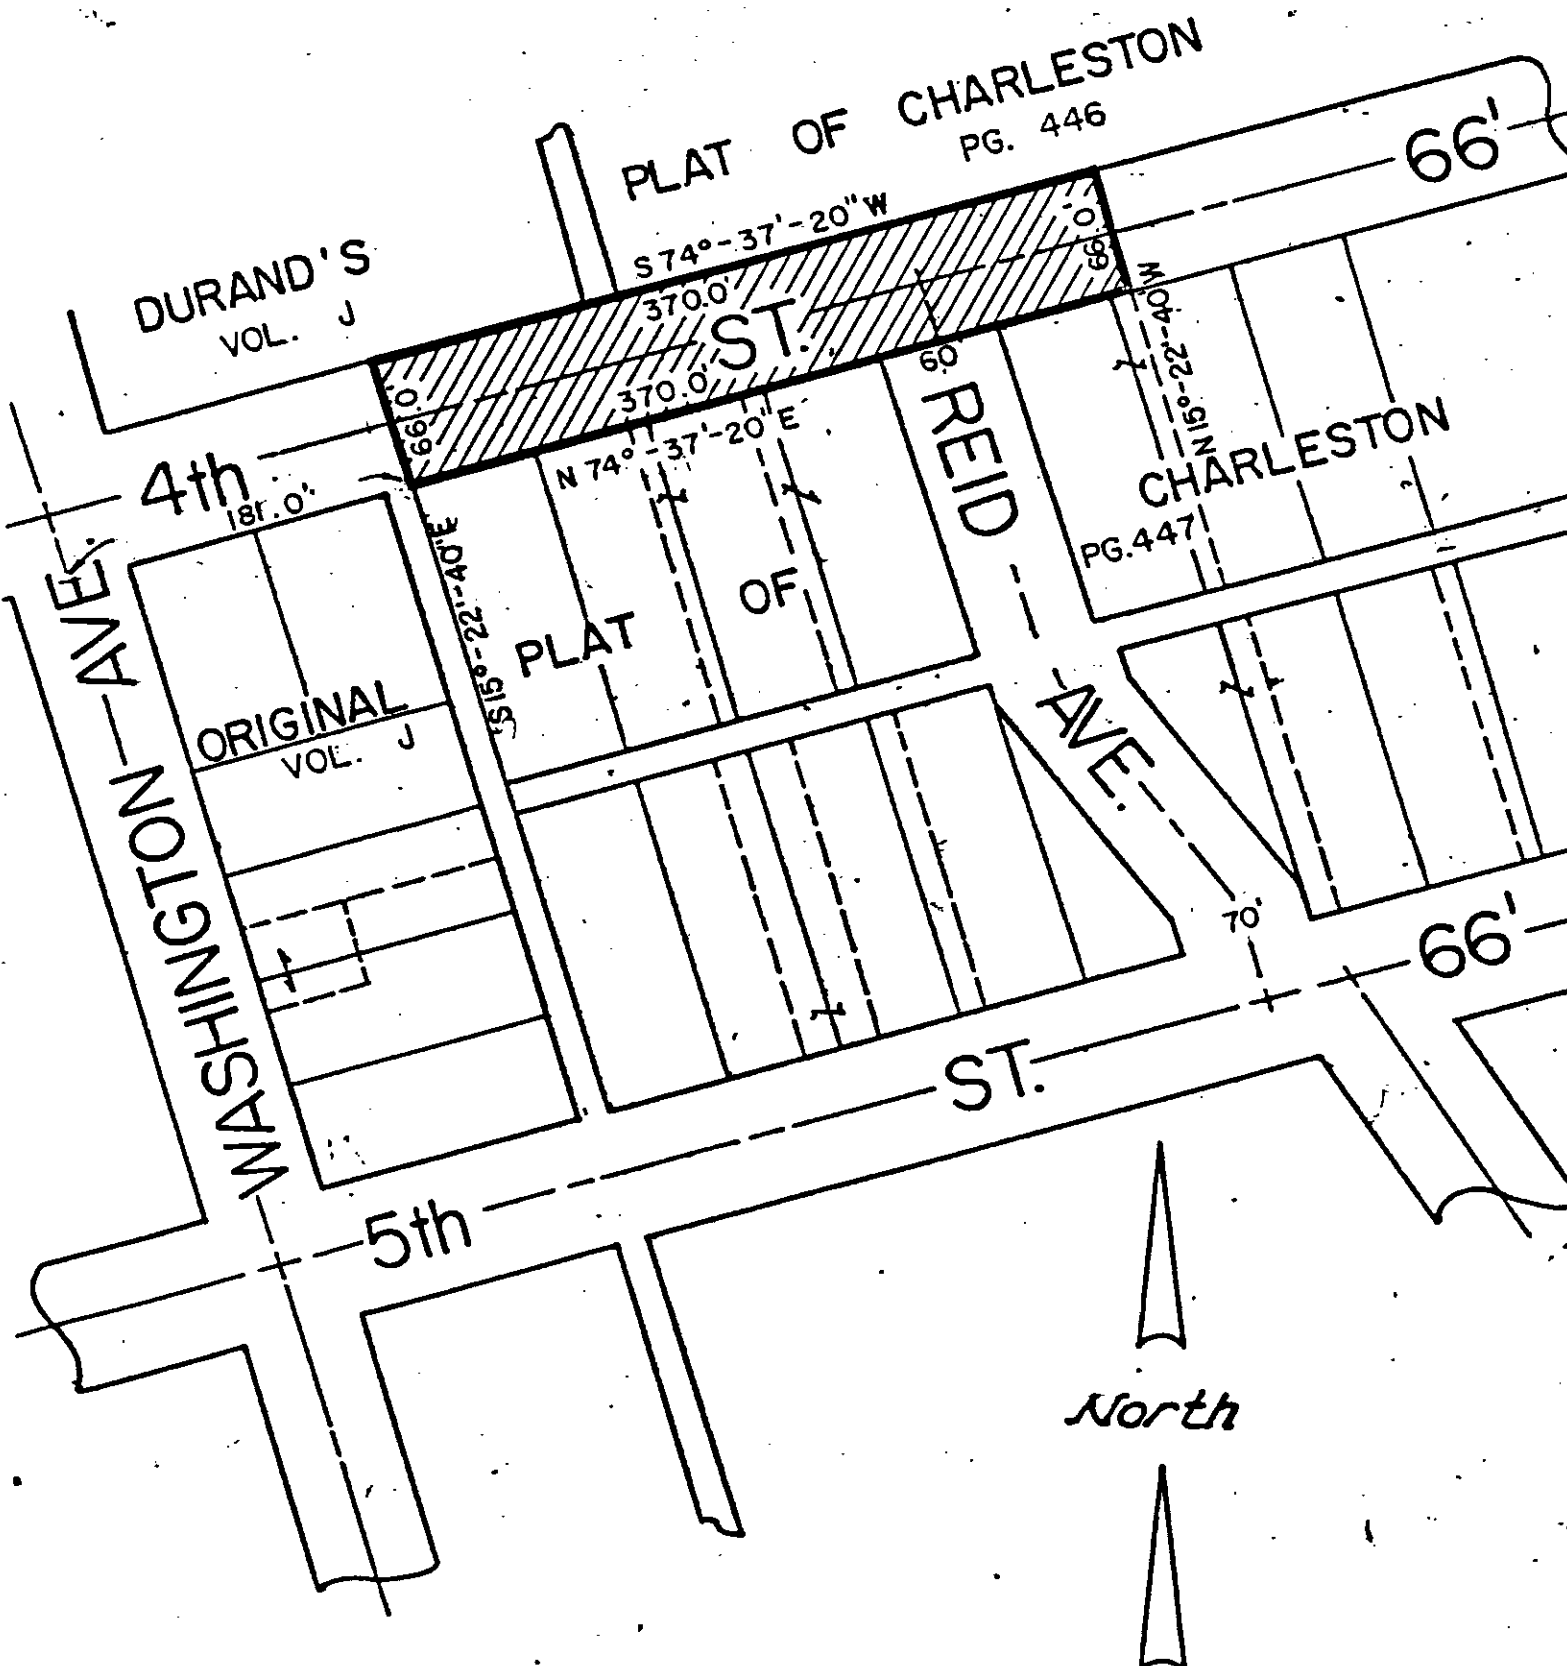 PLAT OF CHARLESTON
PG. 446
66'
DURAND'S
VOL. J
S 74°-37'-20" W
370.0'
66.0'
ST.
370.0'
66.0'
60'
N 74°-37'-20" E
N 15°-22'-40" W
4th
181.0'
REID
CHARLESTON
PG. 447
S 15°-22'-40" E
PLAT OF
AVE.
ORIGINAL
VOL. J
AVE.
WASHINGTON
70'
66'
ST.
5th
North